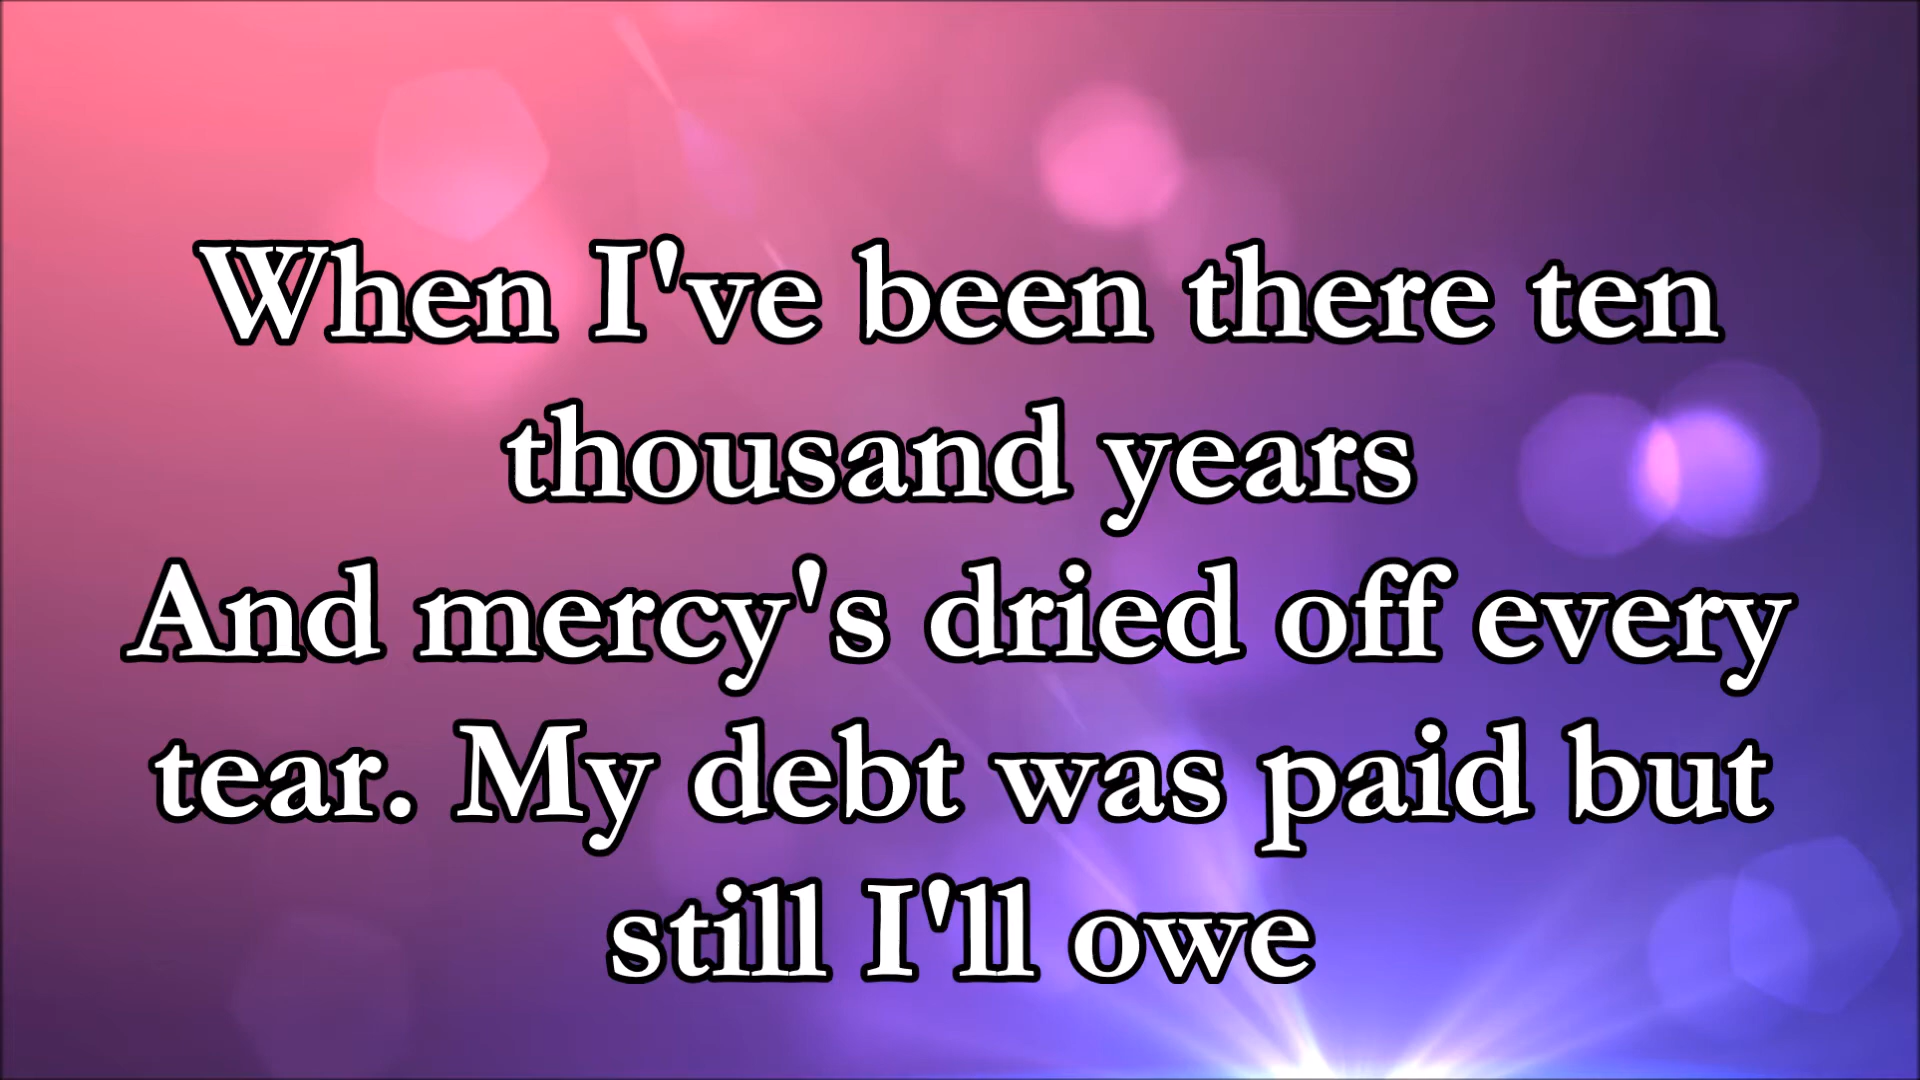 When I've been there ten
thousand years
And mercy's dried off every
tear. My debt was paid but
still I'll owe